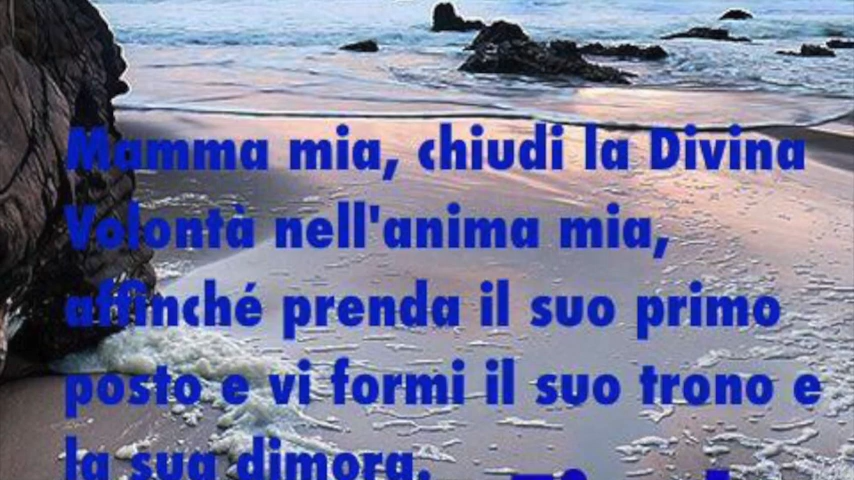 Mamma mia, chiudi la Divina
Volontà nell'anima mia,
affinché prenda il suo primo
posto e vi formi il suo trono e
la sua dimora.